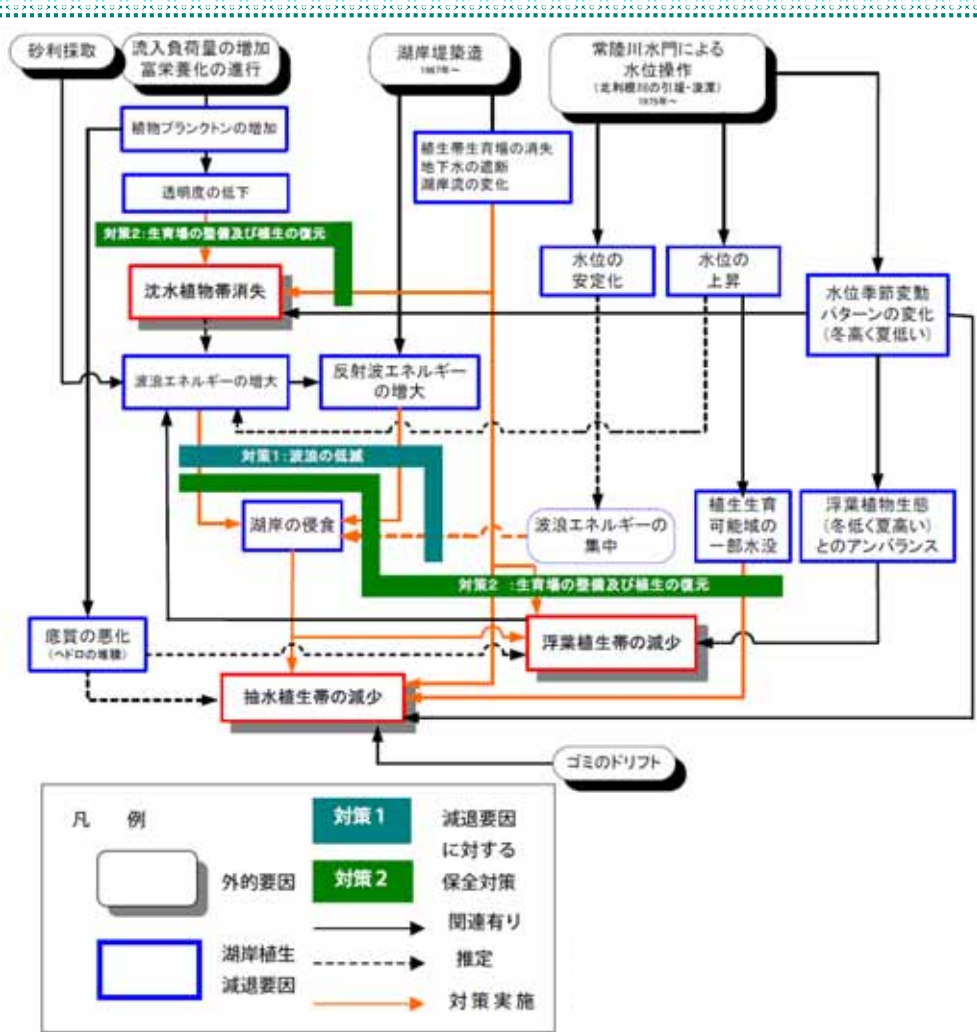 砂利採取
流入負荷量の増加
富栄養化の進行
湖岸堤築造
1967年～
常陸川水門による
水位操作
(北利根川の引堤・浚渫)
1975年～
植物プランクトンの増加
植生帯生育場の消失
地下水の遮断
湖岸流の変化
透明度の低下
対策2：生育場の整備及び植生の復元
水位の
安定化
水位の
上昇
沈水植物帯消失
水位季節変動
パターンの変化
(冬高く夏低い)
波浪エネルギーの増大
反射波エネルギー
の増大
対策1：波浪の低減
湖岸の侵食
波浪エネルギーの
集中
植生生育
可能域の
一部水没
浮葉植物生態
(冬低く夏高い)
とのアンバランス
対策2 ：生育場の整備及び植生の復元
底質の悪化
(ヘドロの堆積)
浮葉植生帯の減少
抽水植生帯の減少
ゴミのドリフト
凡 例
外的要因
湖岸植生
減退要因
対策1
対策2
減退要因
に対する
保全対策
関連有り
推定
対策実施